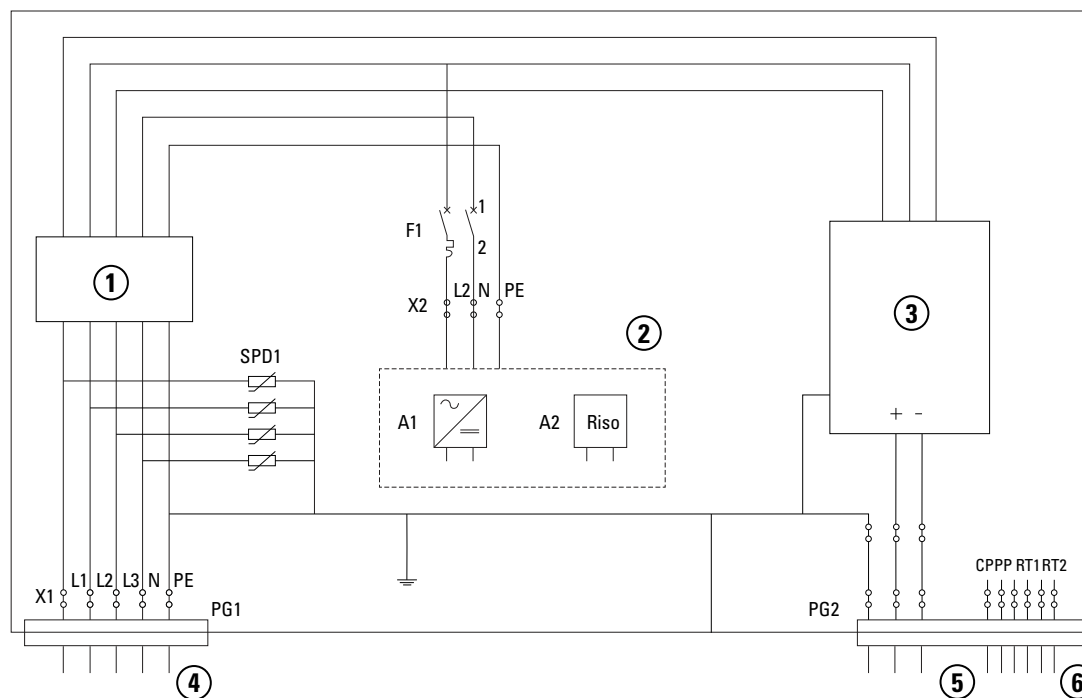 1
F1
2
L2 N PE
X2
1
2
3
SPD1
A1
A2
Riso
+ -
L1 L2 L3 N PE
X1
PG1
CPPP RT1 RT2
PG2
4
5
6